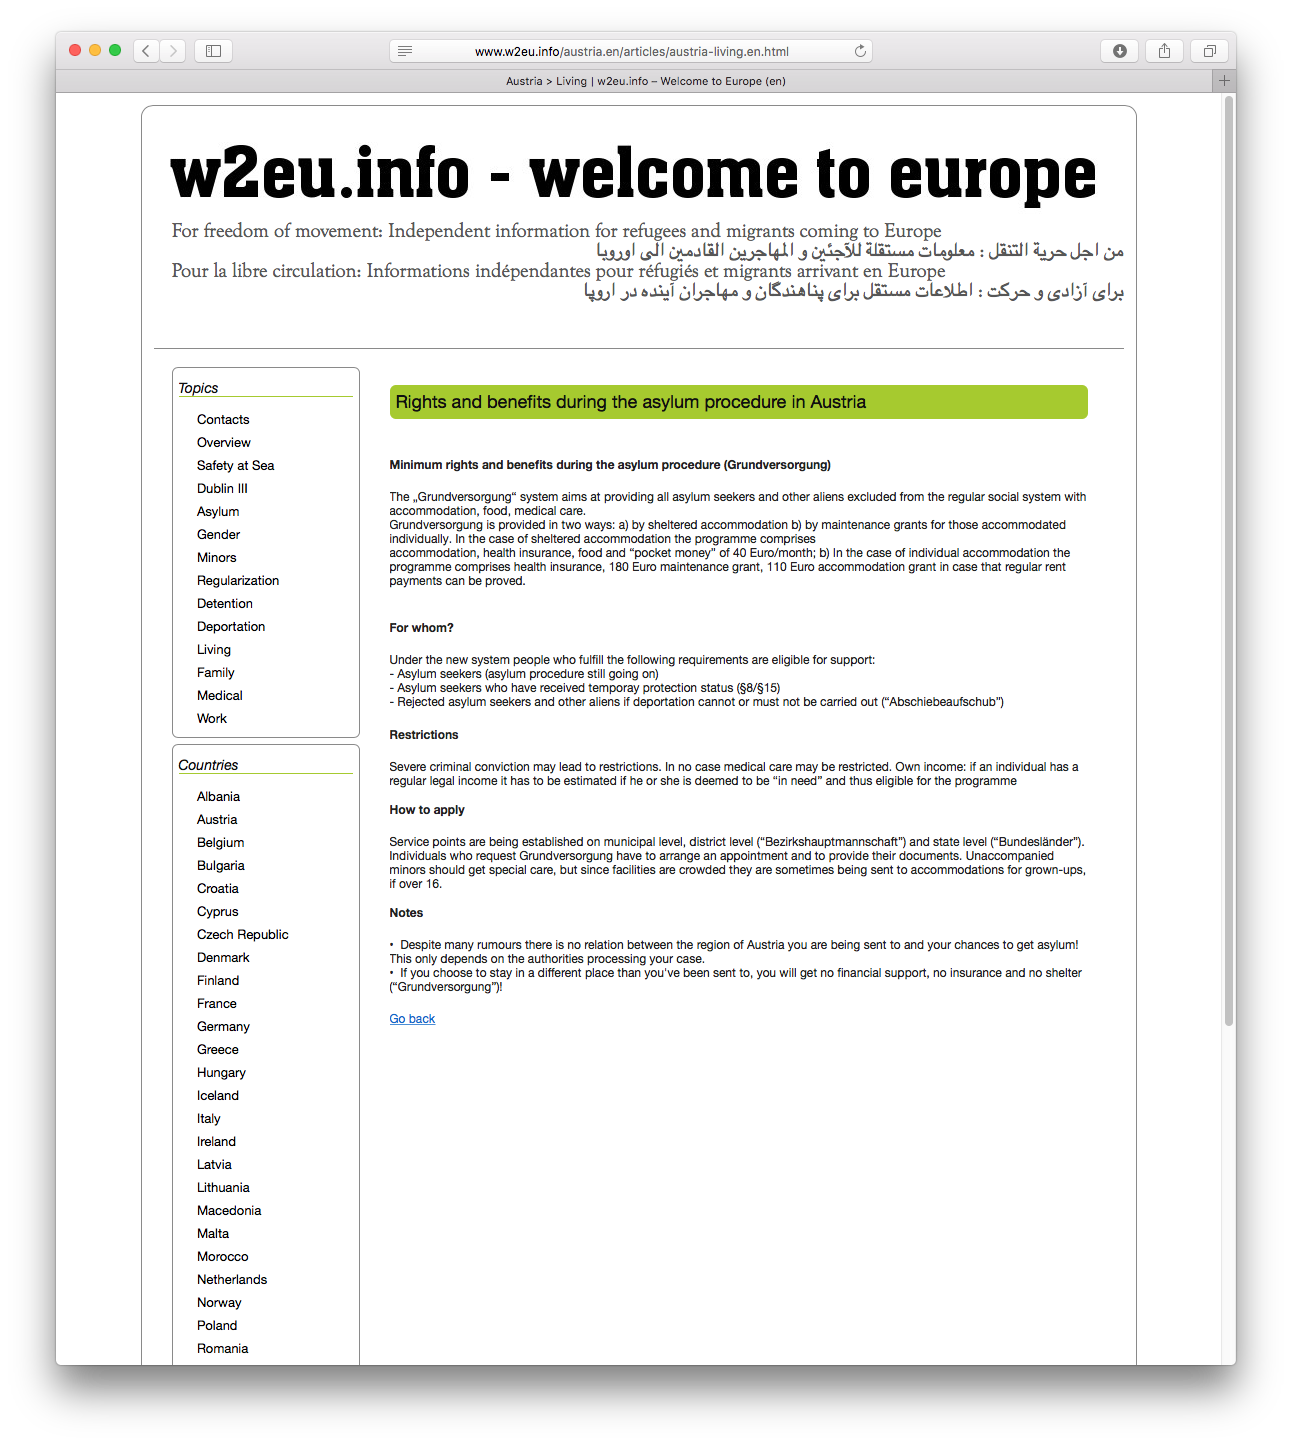 www.w2eu.info/austria.en/articles/austria-living.en.html
Austria > Living | w2eu.info – Welcome to Europe (en)
w2eu.info - welcome to europe
For freedom of movement: Independent information for refugees and migrants coming to Europe
من اجل حرية التنقل : معلومات مستقلة للآجئين و المهاجرين القادمين الى اوروبا
Pour la libre circulation: Informations indépendantes pour réfugiés et migrants arrivant en Europe
برای آزادی و حرکت : اطلاعات مستقل برای پناهندگان و مهاجران آینده در اروپا
Topics
Contacts
Overview
Safety at Sea
Dublin III
Asylum
Gender
Minors
Regularization
Detention
Deportation
Living
Family
Medical
Work
Countries
Albania
Austria
Belgium
Bulgaria
Croatia
Cyprus
Czech Republic
Denmark
Finland
France
Germany
Greece
Hungary
Iceland
Italy
Ireland
Latvia
Lithuania
Macedonia
Malta
Morocco
Netherlands
Norway
Poland
Romania
Rights and benefits during the asylum procedure in Austria
Minimum rights and benefits during the asylum procedure (Grundversorgung)
The „Grundversorgung“ system aims at providing all asylum seekers and other aliens excluded from the regular social system with
accommodation, food, medical care.
Grundversorgung is provided in two ways: a) by sheltered accommodation b) by maintenance grants for those accommodated
individually. In the case of sheltered accommodation the programme comprises
accommodation, health insurance, food and “pocket money” of 40 Euro/month; b) In the case of individual accommodation the
programme comprises health insurance, 180 Euro maintenance grant, 110 Euro accommodation grant in case that regular rent
payments can be proved.
For whom?
Under the new system people who fulfill the following requirements are eligible for support:
- Asylum seekers (asylum procedure still going on)
- Asylum seekers who have received temporay protection status (§8/§15)
- Rejected asylum seekers and other aliens if deportation cannot or must not be carried out (“Abschiebeaufschub”)
Restrictions
Severe criminal conviction may lead to restrictions. In no case medical care may be restricted. Own income: if an individual has a
regular legal income it has to be estimated if he or she is deemed to be “in need” and thus eligible for the programme
How to apply
Service points are being established on municipal level, district level (“Bezirkshauptmannschaft”) and state level (“Bundesländer”).
Individuals who request Grundversorgung have to arrange an appointment and to provide their documents. Unaccompanied
minors should get special care, but since facilities are crowded they are sometimes being sent to accommodations for grown-ups,
if over 16.
Notes
• Despite many rumours there is no relation between the region of Austria you are being sent to and your chances to get asylum!
This only depends on the authorities processing your case.
• If you choose to stay in a different place than you've been sent to, you will get no financial support, no insurance and no shelter
(“Grundversorgung”)!
Go back